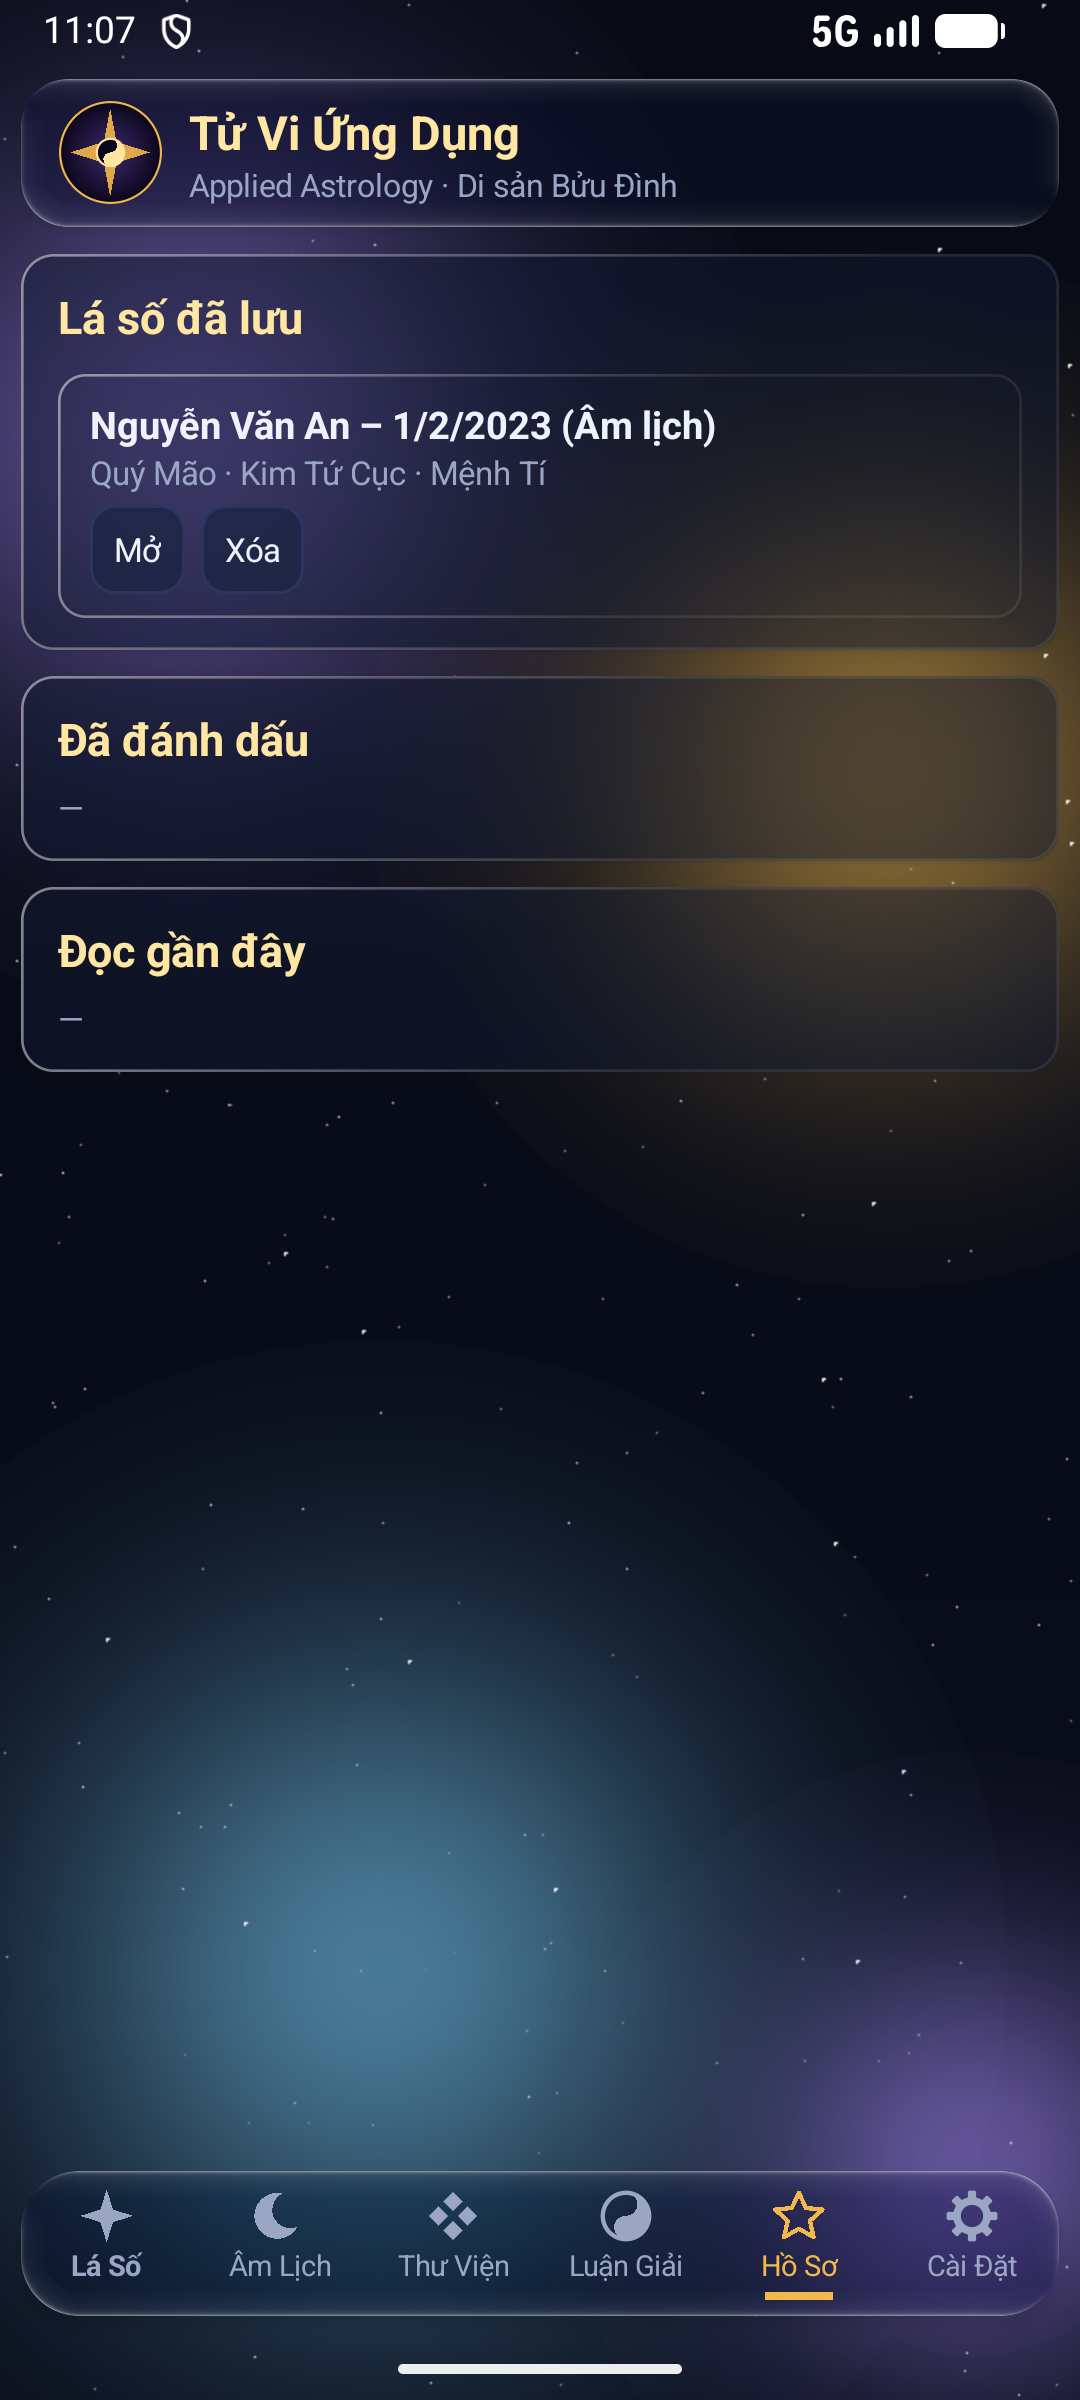 11:07
5G
Tử Vi Ứng Dụng
Applied Astrology · Di sản Bửu Đình
Lá số đã lưu
Nguyễn Văn An – 1/2/2023 (Âm lịch)
Quý Mão · Kim Tứ Cục · Mệnh Tí
Mở Xóa
Đã đánh dấu
—
Đọc gần đây
—
Lá Số Âm Lịch Thư Viện Luận Giải Hồ Sơ Cài Đặt